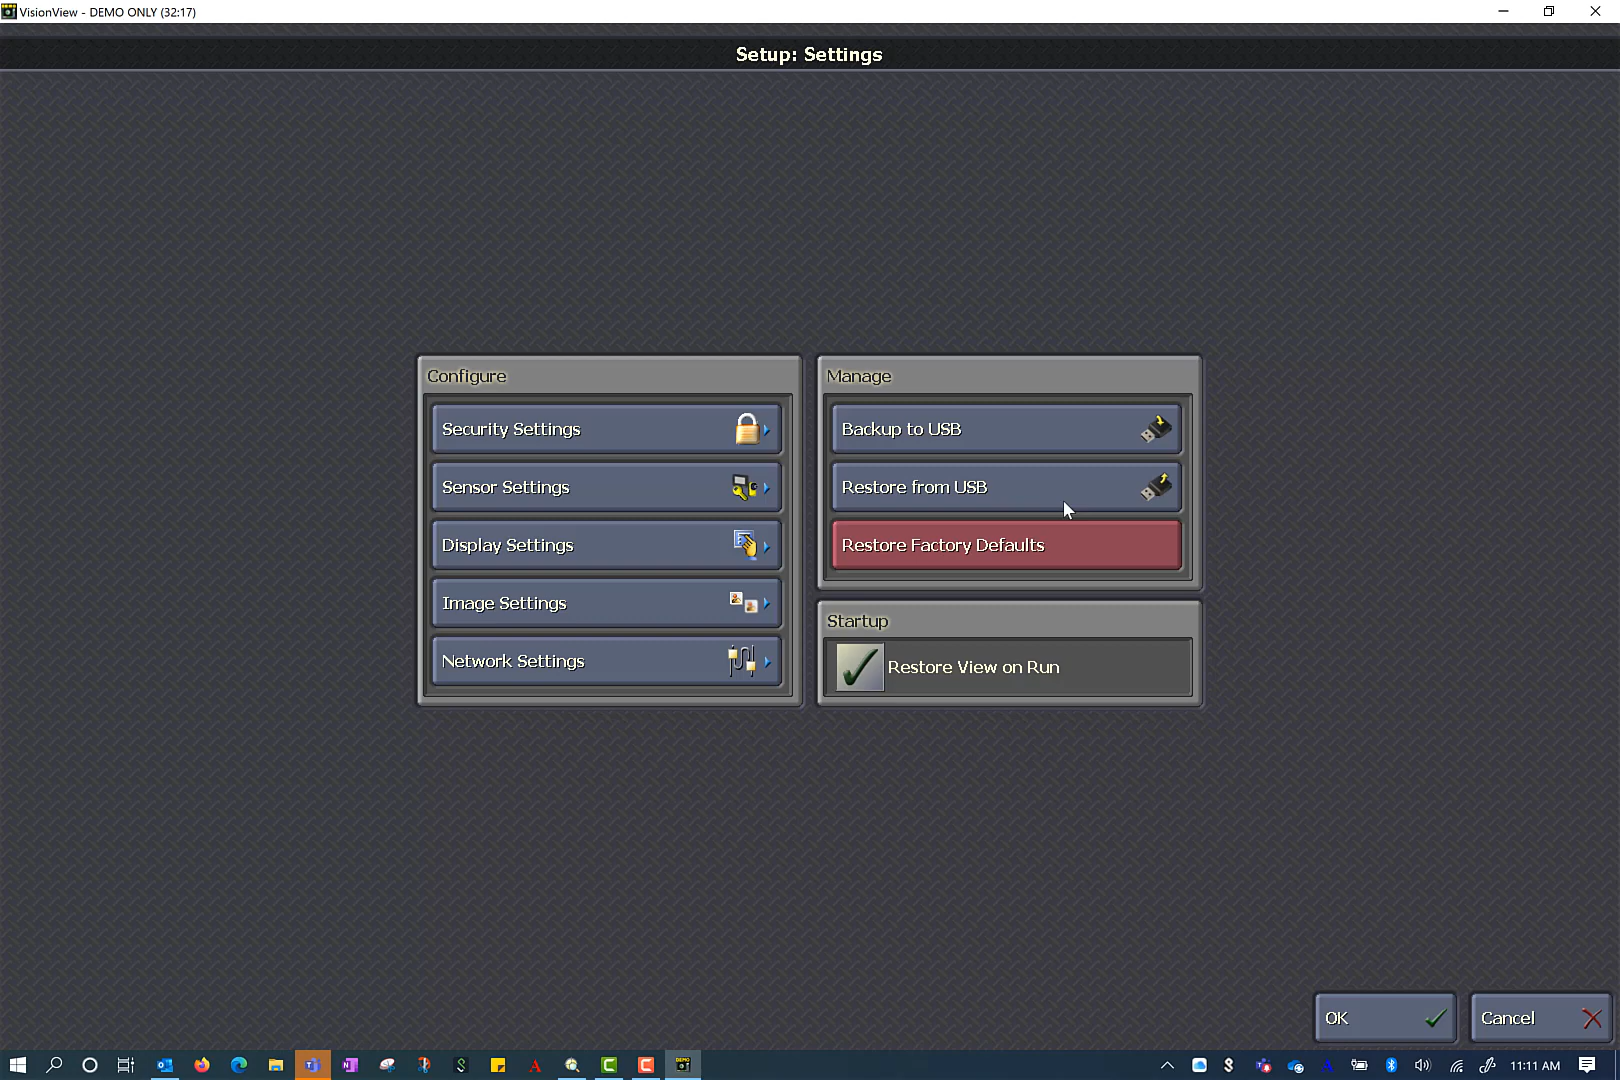 VisionView - DEMO ONLY (32:17)
Setup: Settings
Configure
Security Settings
Sensor Settings
Display Settings
Image Settings
Network Settings
Manage
Backup to USB
Restore from USB
Restore Factory Defaults
Startup
Restore View on Run
OK
Cancel
11:11 AM